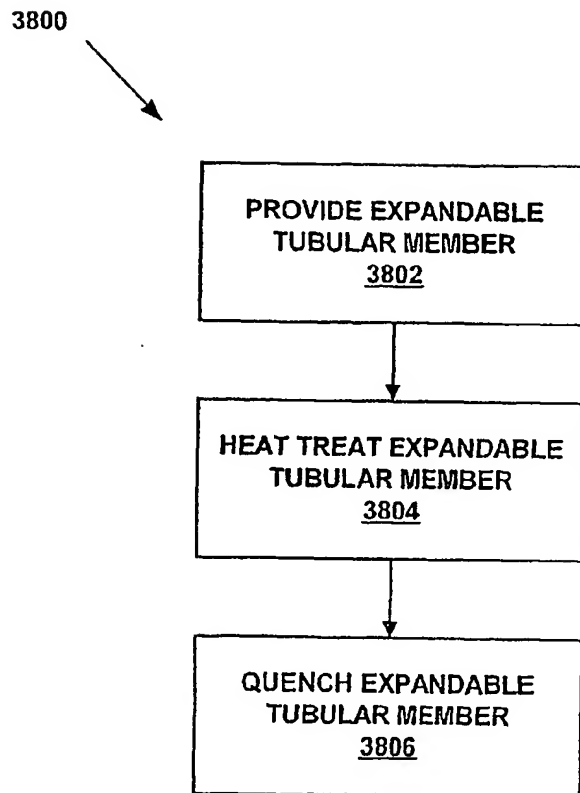 3800
PROVIDE EXPANDABLE
TUBULAR MEMBER
3802
HEAT TREAT EXPANDABLE
TUBULAR MEMBER
3804
QUENCH EXPANDABLE
TUBULAR MEMBER
3806